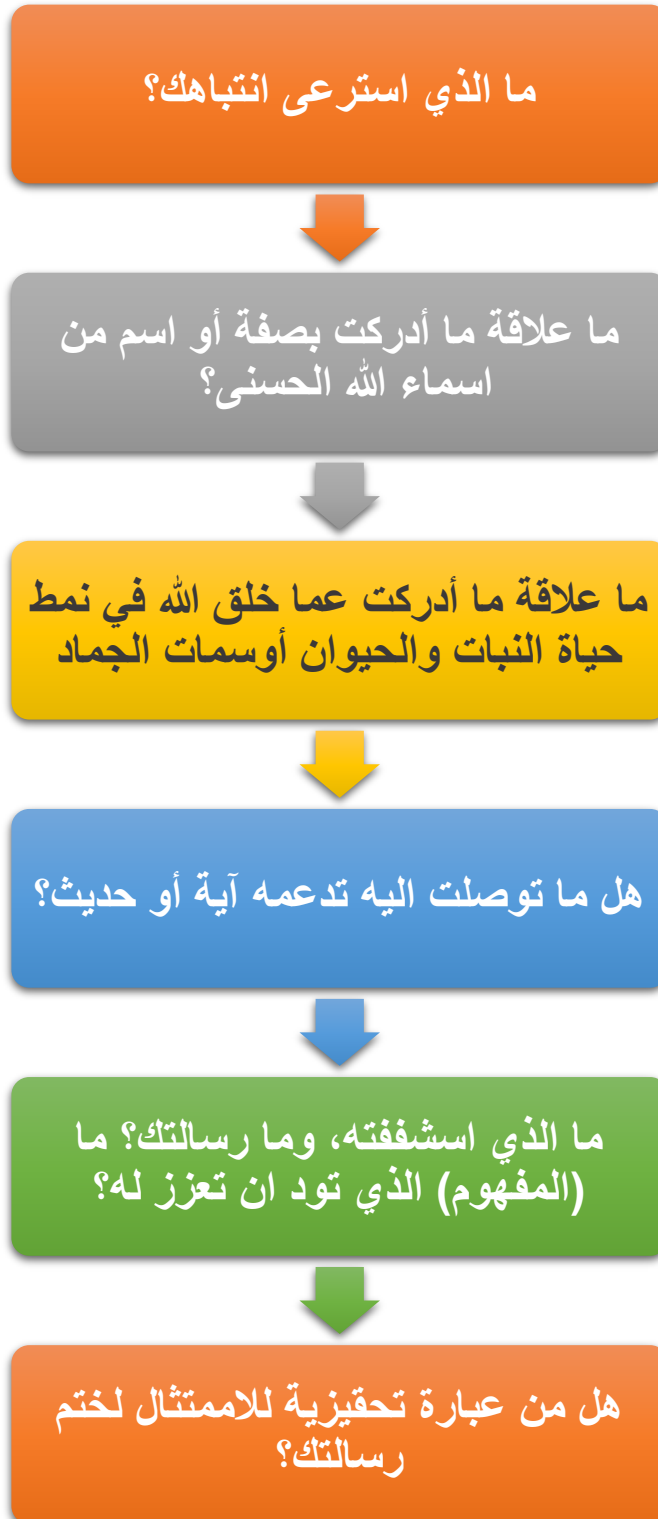 ما الذي استرعى انتباهك؟
ما علاقة ما أدركت بصفة أو اسم من
اسماء الله الحسنى؟
ما علاقة ما أدركت عما خلق الله في نمط
حياة النبات والحيوان أوسمات الجماد
هل ما توصلت اليه تدعمه آية أو حديث؟
ما الذي اسشففته، وما رسالتك؟ ما
(المفهوم) الذي تود ان تعزز له؟
هل من عبارة تحقيزية للاممتثال لختم
رسالتك؟